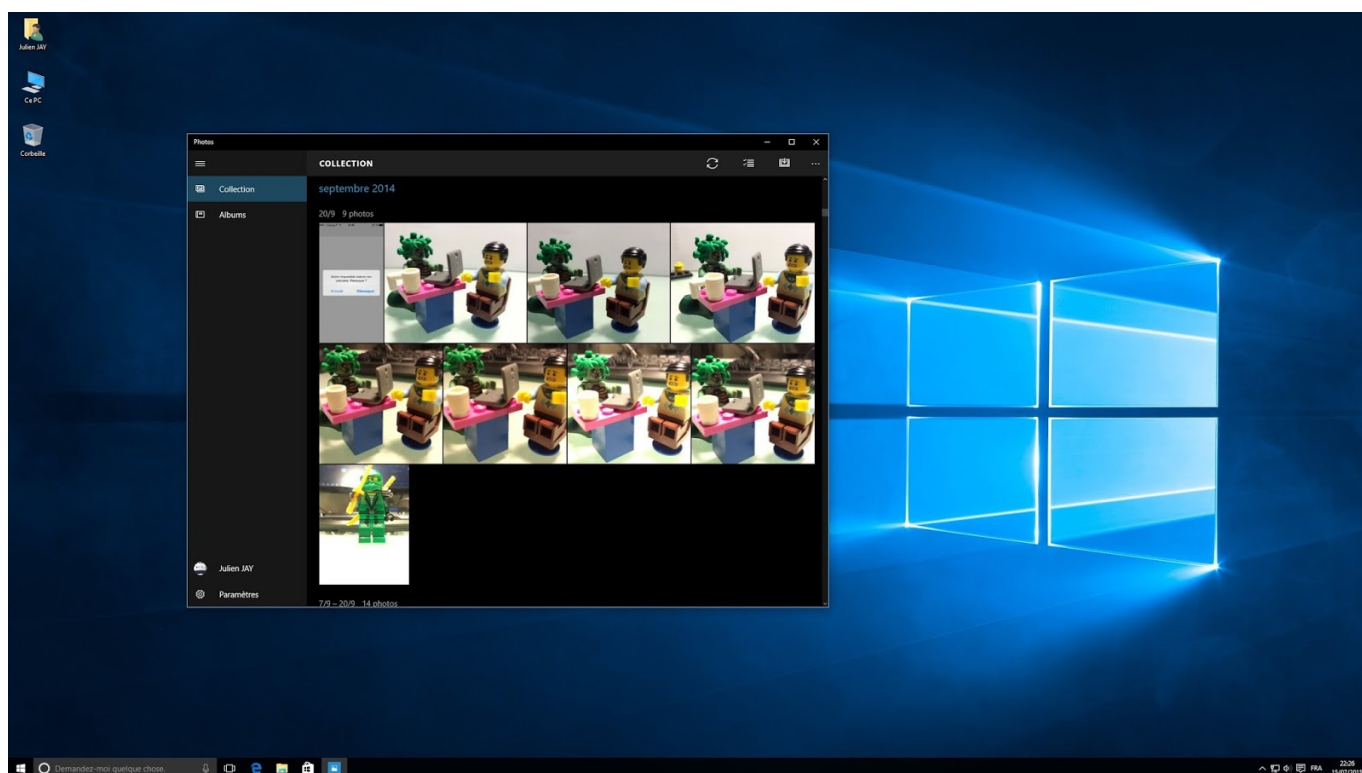 Julien JAY
Ce PC
Corbeille
Photos
COLLECTION
Collection
Albums
septembre 2014
20/9 9 photos
Annuler
Julien JAY
Paramètres
7/9 – 20/9 14 photos
Demandez-moi quelque chose.
FRA
22:26